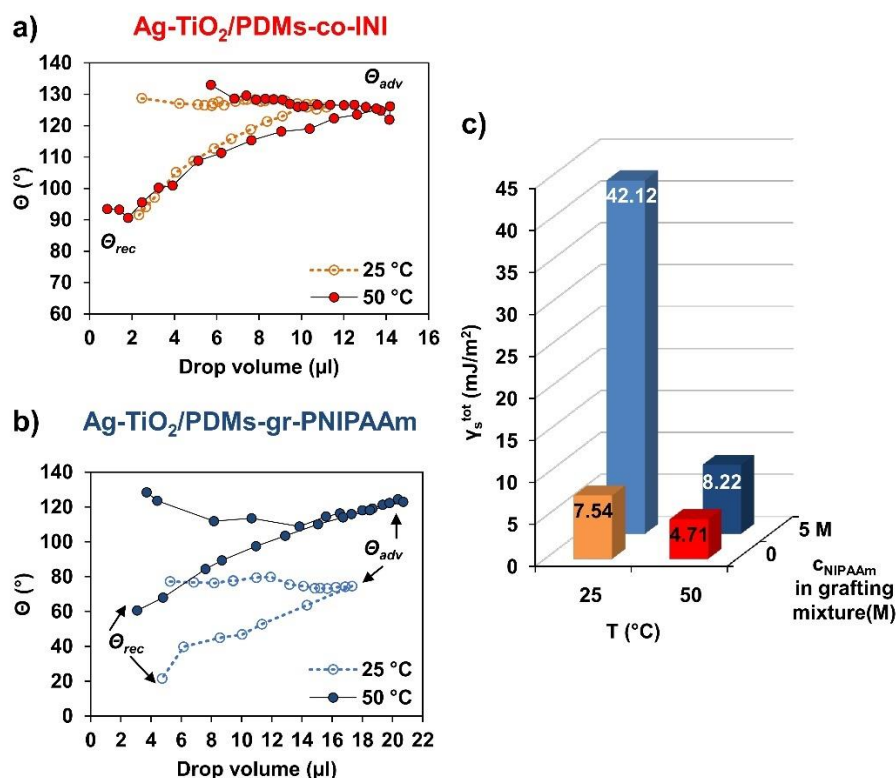 a)
Ag-TiO₂/PDMs-co-INI
140
130
120
110
100
90
80
70
60
Θ (°)
Θadv
Θrec
25 °C
50 °C
0 2 4 6 8 10 12 14 16
Drop volume (µl)
b)
Ag-TiO₂/PDMs-gr-PNIPAAm
140
120
100
80
60
40
20
0
Θ (°)
Θadv
Θrec
25 °C
50 °C
0 2 4 6 8 10 12 14 16 18 20 22
Drop volume (µl)
c)
45
40
35
30
25
20
15
10
5
0
γₛᵗᵒᵗ (mJ/m²)
42.12
7.54
4.71
8.22
25 50
T (°C)
0
5 M
cNIPAAm
in grafting
mixture(M)